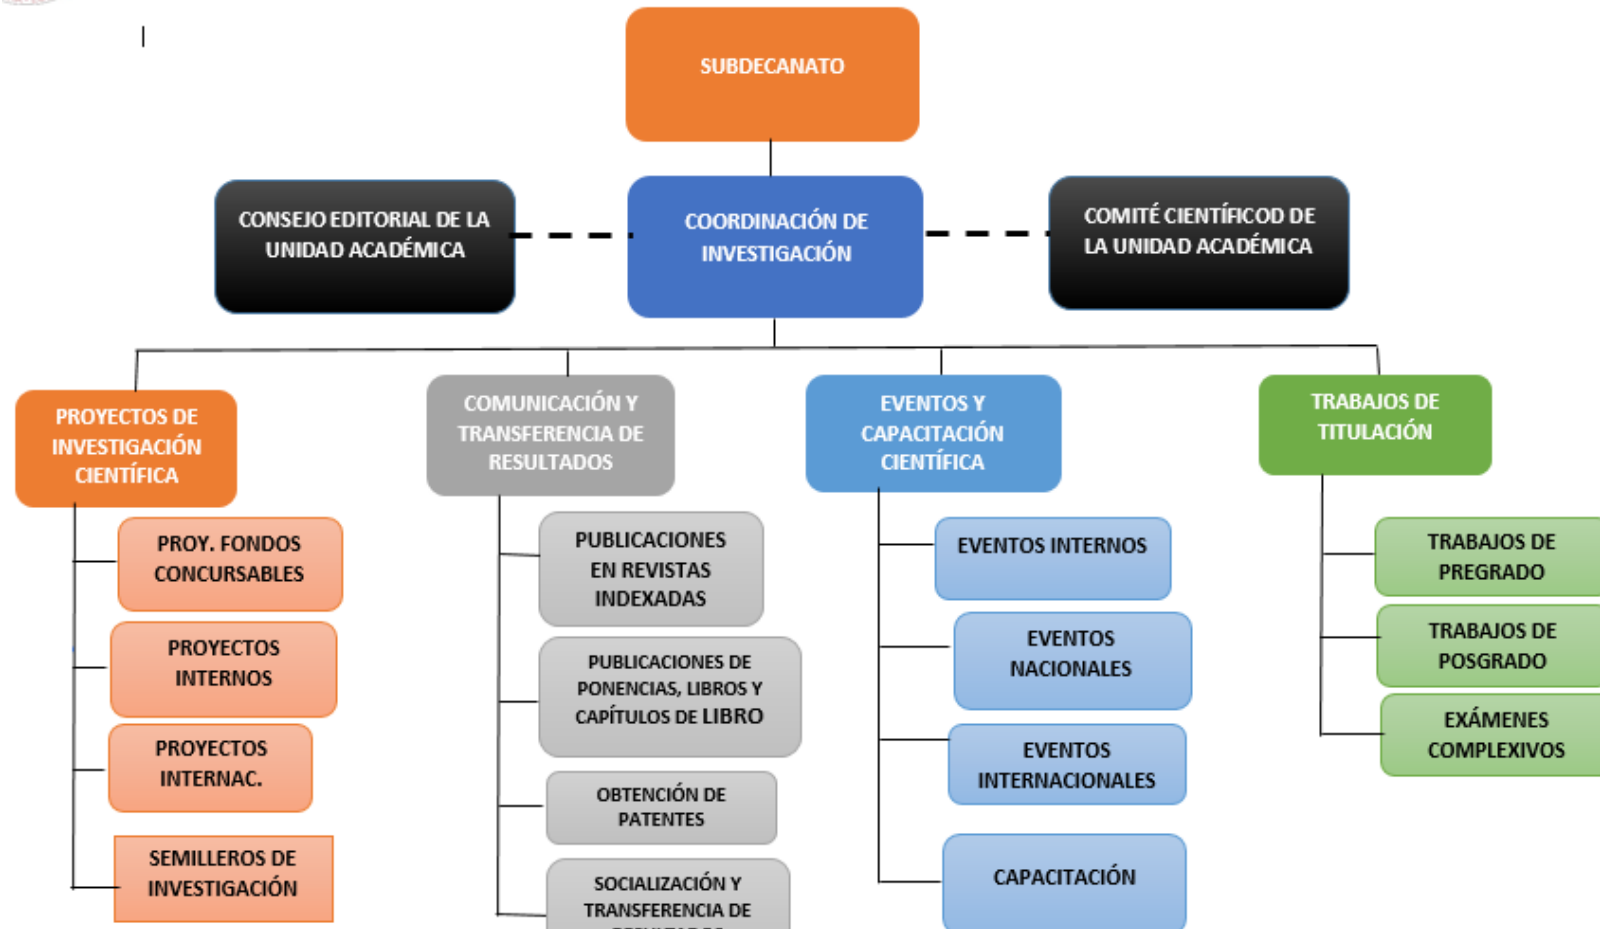 SUBDECANATO
CONSEJO EDITORIAL DE LA
UNIDAD ACADÉMICA
COORDINACIÓN DE
INVESTIGACIÓN
COMITÉ CIENTÍFICOD DE
LA UNIDAD ACADÉMICA
PROYECTOS DE
INVESTIGACIÓN
CIENTÍFICA
PROY. FONDOS
CONCURSABLES
PROYECTOS
INTERNOS
PROYECTOS
INTERNAC.
SEMILLEROS DE
INVESTIGACIÓN
COMUNICACIÓN Y
TRANSFERENCIA DE
RESULTADOS
PUBLICACIONES
EN REVISTAS
INDEXADAS
PUBLICACIONES DE
PONENCIAS, LIBROS Y
CAPÍTULOS DE LIBRO
OBTENCIÓN DE
PATENTES
SOCIALIZACIÓN Y
TRANSFERENCIA DE
EVENTOS Y
CAPACITACIÓN
CIENTÍFICA
EVENTOS INTERNOS
EVENTOS
NACIONALES
EVENTOS
INTERNACIONALES
CAPACITACIÓN
TRABAJOS DE
TITULACIÓN
TRABAJOS DE
PREGRADO
TRABAJOS DE
POSGRADO
EXÁMENES
COMPLEXIVOS